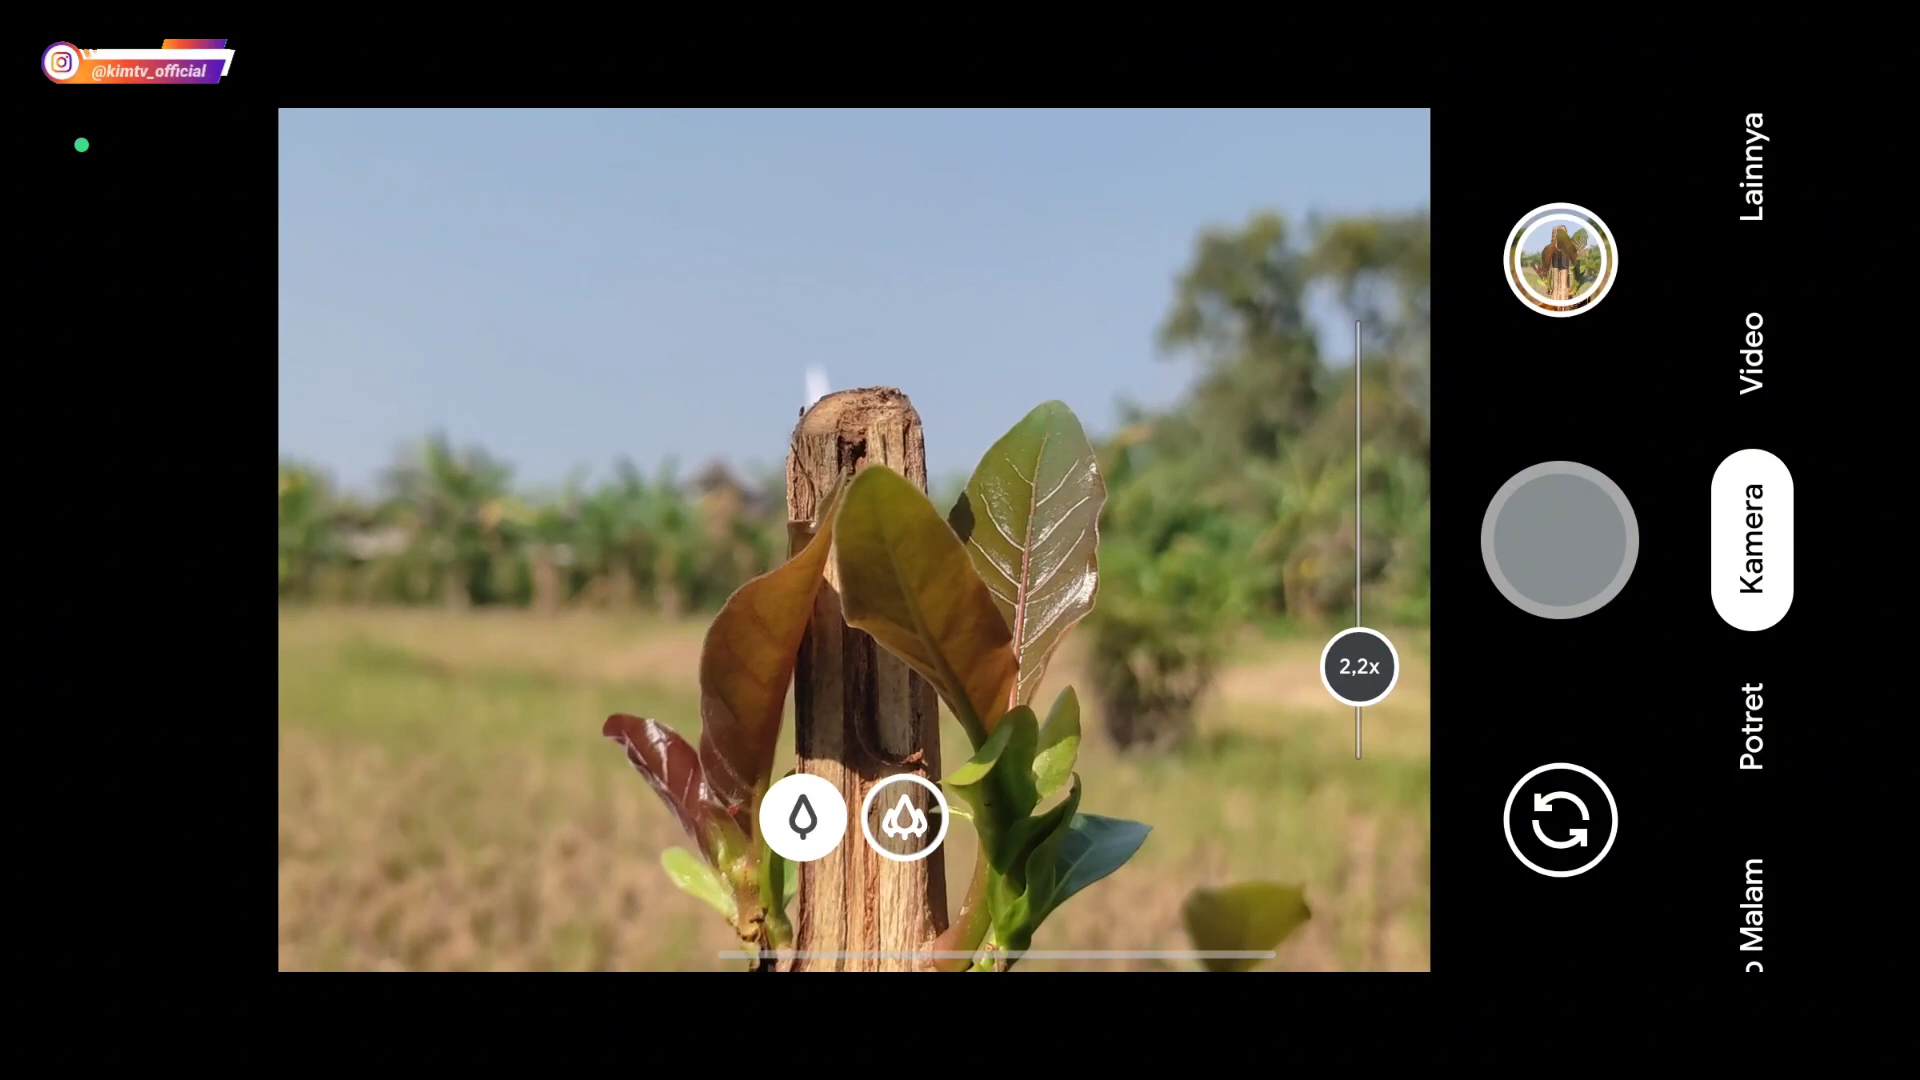 @kimtv_official
Lainnya
Video
Kamera
Potret
Malam
2,2x